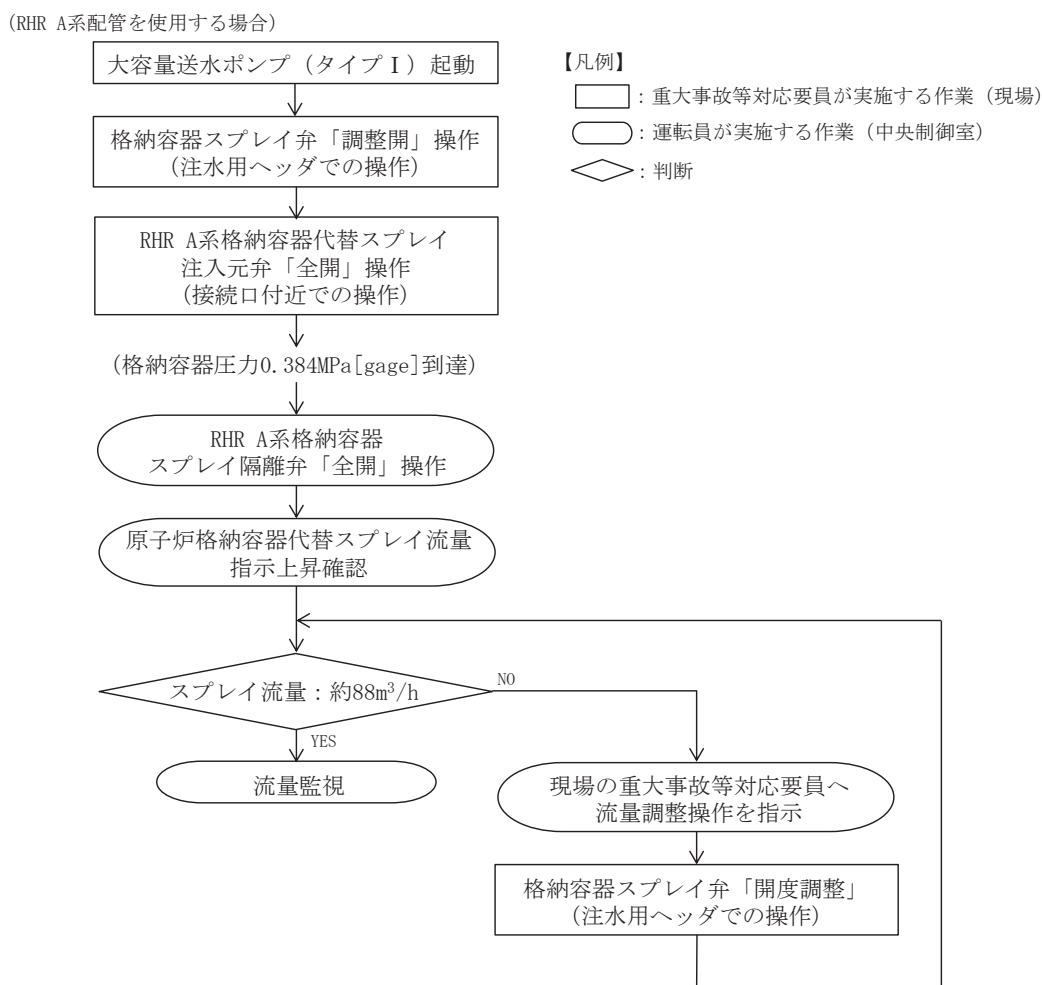 (RHR A系配管を使用する場合)
大容量送水ポンプ（タイプⅠ）起動
格納容器スプレイ弁「調整開」操作
(注水用ヘッダでの操作)
RHR A系格納容器代替スプレイ
注入元弁「全開」操作
(接続口付近での操作)
(格納容器圧力0.384MPa[gage]到達)
RHR A系格納容器
スプレイ隔離弁「全開」操作
原子炉格納容器代替スプレイ流量
指示上昇確認
スプレイ流量：約88m³/h
NO
YES
流量監視
現場の重大事故等対応要員へ
流量調整操作を指示
格納容器スプレイ弁「開度調整」
(注水用ヘッダでの操作)
【凡例】
：重大事故等対応要員が実施する作業（現場）
：運転員が実施する作業（中央制御室）
：判断